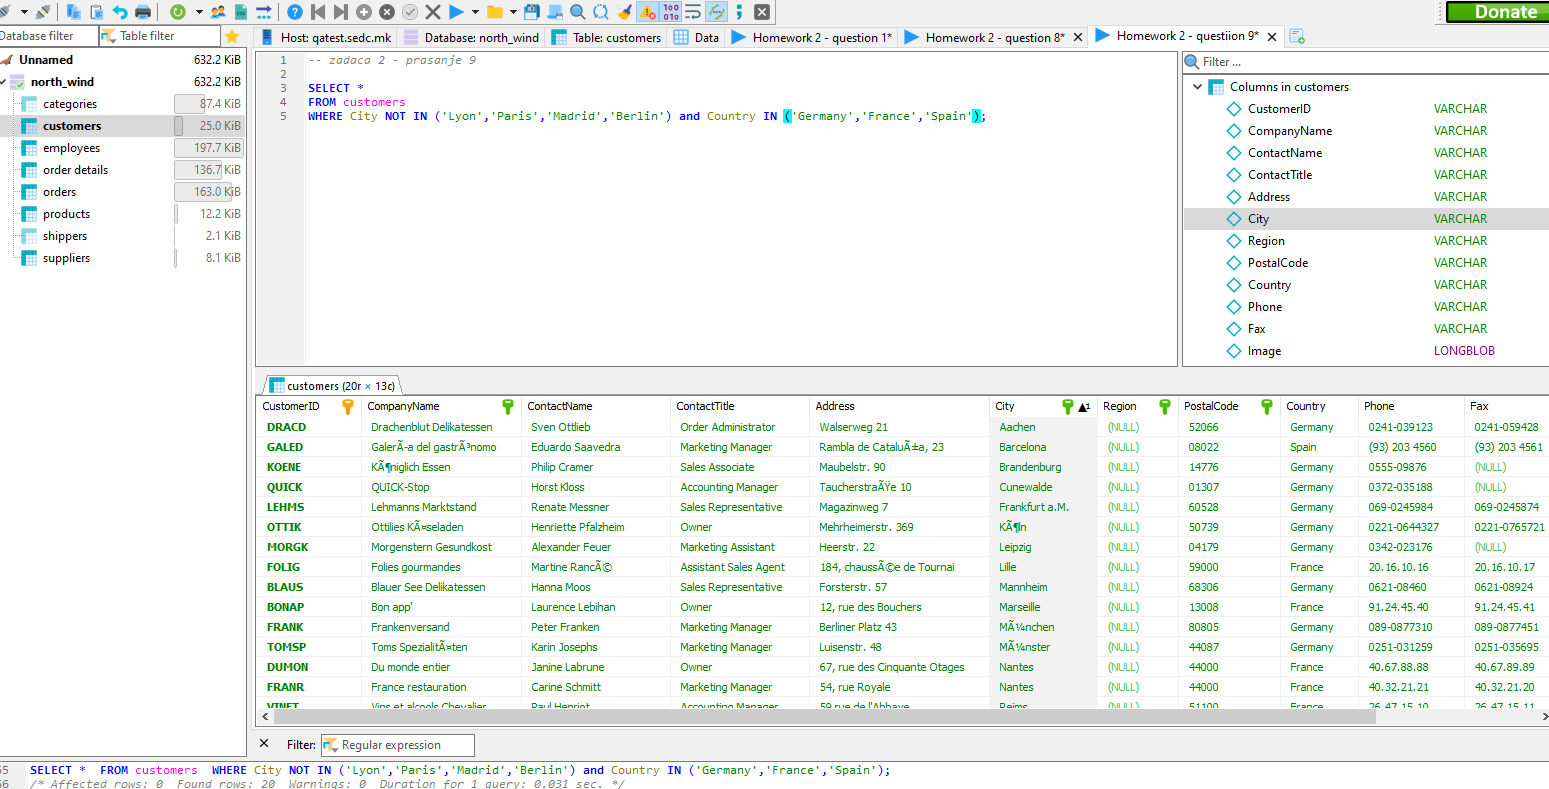 Donate
Database filter
Table filter
Host: qatest.sedc.mk
Database: north_wind
Table: customers
Data
Homework 2 - question 1*
Homework 2 - question 8*
Homework 2 - questiion 9*
Unnamed 632.2 KiB
north_wind 632.2 KiB
categories 87.4 KiB
customers 25.0 KiB
employees 197.7 KiB
order details 136.7 KiB
orders 163.0 KiB
products 12.2 KiB
shippers 2.1 KiB
suppliers 8.1 KiB
1 -- zadaca 2 - prasanje 9
2
3 SELECT *
4 FROM customers
5 WHERE City NOT IN ('Lyon','Paris','Madrid','Berlin') and Country IN ('Germany','France','Spain');
Filter ...
Columns in customers
CustomerID VARCHAR
CompanyName VARCHAR
ContactName VARCHAR
ContactTitle VARCHAR
Address VARCHAR
City VARCHAR
Region VARCHAR
PostalCode VARCHAR
Country VARCHAR
Phone VARCHAR
Fax VARCHAR
Image LONGBLOB
customers (20r × 13c)
CustomerID CompanyName ContactName ContactTitle Address City 1 Region PostalCode Country Phone Fax
DRACD Drachenblut Delikatessen Sven Ottlieb Order Administrator Walserweg 21 Aachen (NULL) 52066 Germany 0241-039123 0241-059428
GALED GalerÃ-a del gastrÃ³nomo Eduardo Saavedra Marketing Manager Rambla de CataluÃ±a, 23 Barcelona (NULL) 08022 Spain (93) 203 4560 (93) 203 4561
KOENE KÃ¶niglich Essen Philip Cramer Sales Associate Maubelstr. 90 Brandenburg (NULL) 14776 Germany 0555-09876 (NULL)
QUICK QUICK-Stop Horst Kloss Accounting Manager TaucherstraÃŸe 10 Cunewalde (NULL) 01307 Germany 0372-035188 (NULL)
LEHMS Lehmanns Marktstand Renate Messner Sales Representative Magazinweg 7 Frankfurt a.M. (NULL) 60528 Germany 069-0245984 069-0245874
OTTIK Ottilies KÃ¤seladen Henriette Pfalzheim Owner Mehrheimerstr. 369 KÃ¶ln (NULL) 50739 Germany 0221-0644327 0221-0765721
MORGK Morgenstern Gesundkost Alexander Feuer Marketing Assistant Heerstr. 22 Leipzig (NULL) 04179 Germany 0342-023176 (NULL)
FOLIG Folies gourmandes Martine RancÃ© Assistant Sales Agent 184, chaussÃ©e de Tournai Lille (NULL) 59000 France 20.16.10.16 20.16.10.17
BLAUS Blauer See Delikatessen Hanna Moos Sales Representative Forsterstr. 57 Mannheim (NULL) 68306 Germany 0621-08460 0621-08924
BONAP Bon app' Laurence Lebihan Owner 12, rue des Bouchers Marseille (NULL) 13008 France 91.24.45.40 91.24.45.41
FRANK Frankenversand Peter Franken Marketing Manager Berliner Platz 43 MÃ¼nchen (NULL) 80805 Germany 089-0877310 089-0877451
TOMSP Toms SpezialitÃ¤ten Karin Josephs Marketing Manager Luisenstr. 48 MÃ¼nster (NULL) 44087 Germany 0251-031259 0251-035695
DUMON Du monde entier Janine Labrune Owner 67, rue des Cinquante Otages Nantes (NULL) 44000 France 40.67.88.88 40.67.89.89
FRANR France restauration Carine Schmitt Marketing Manager 54, rue Royale Nantes (NULL) 44000 France 40.32.21.21 40.32.21.20
VINET Vins et alcools Chevalier Paul Henriot Accounting Manager 59 rue de l'Abbaye Reims (NULL) 51100 France 26.47.15.10 26.47.15.11
Filter: Regular expression
SELECT * FROM customers WHERE City NOT IN ('Lyon','Paris','Madrid','Berlin') and Country IN ('Germany','France','Spain');
/* Affected rows: 0 Found rows: 20 Warnings: 0 Duration for 1 query: 0.031 sec. */